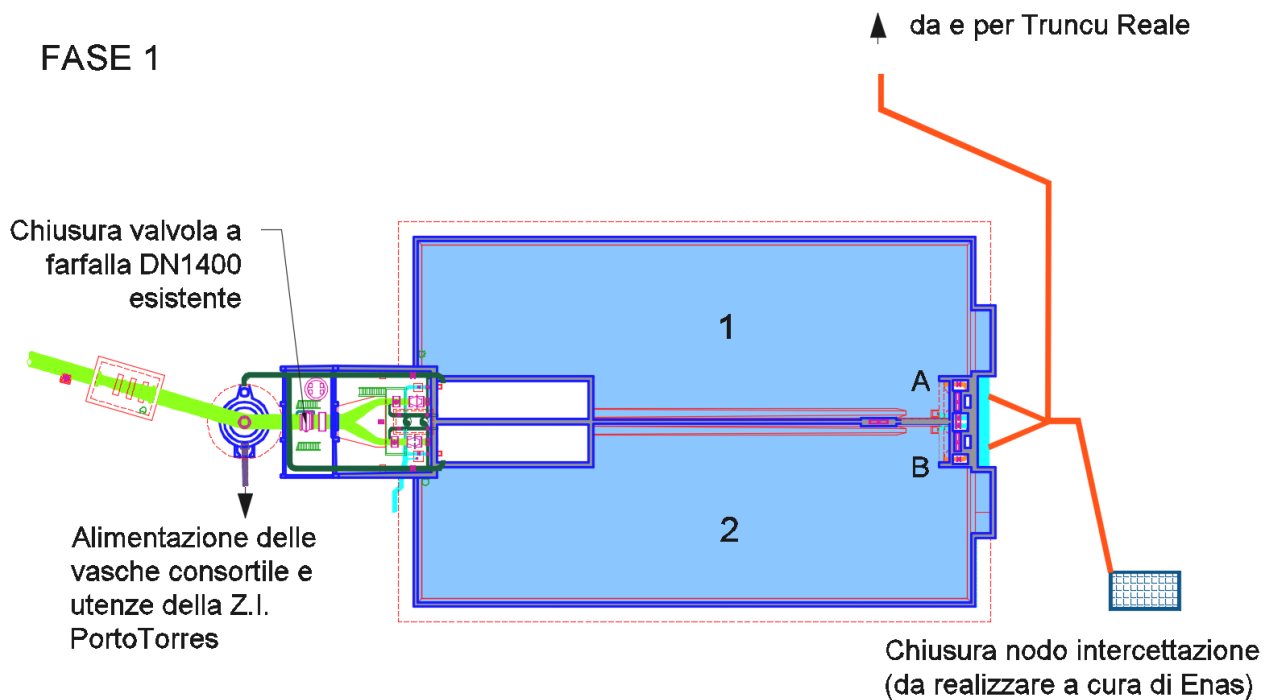 da e per Truncu Reale
FASE 1
Chiusura valvola a
farfalla DN1400
esistente
1
A
B
2
Alimentazione delle
vasche consortile e
utenze della Z.I.
PortoTorres
Chiusura nodo intercettazione
(da realizzare a cura di Enas)